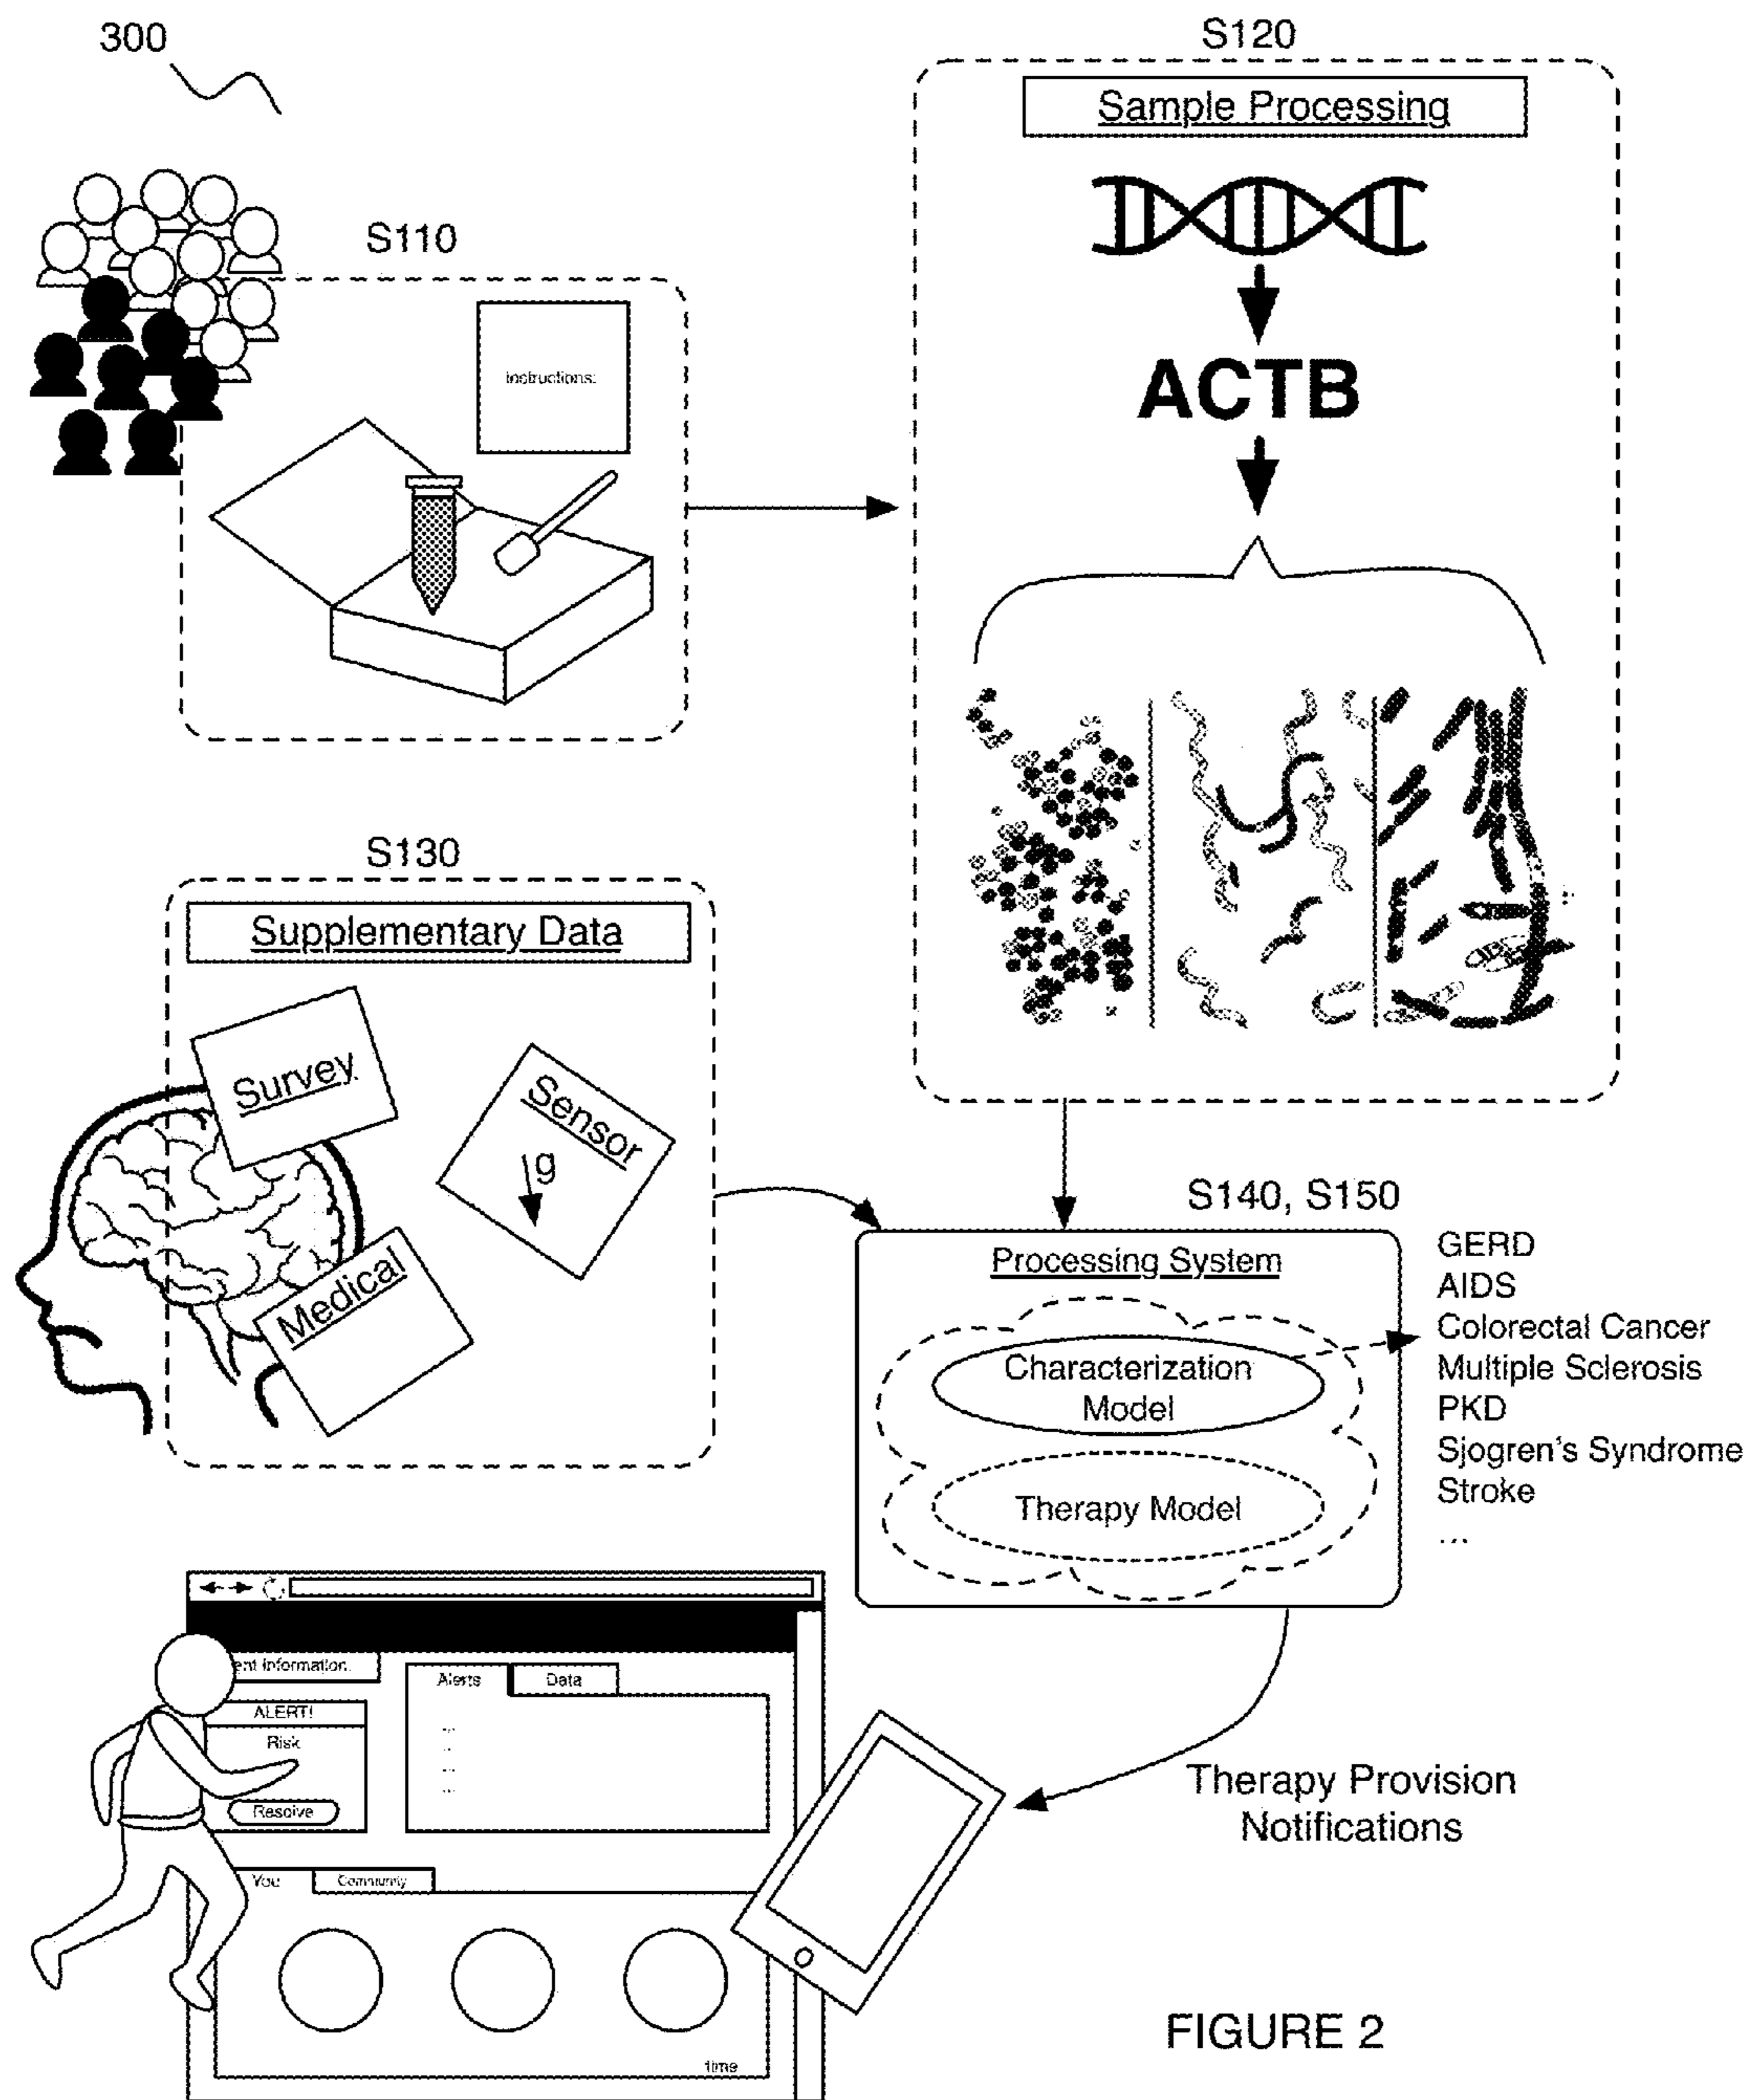 300
S120
Sample Processing
S110
Instructions:
ACTB
S130
Supplementary Data
Survey
Sensor
g
Medical
S140, S150
Processing System
Characterization
Model
Therapy Model
GERD
AIDS
Colorectal Cancer
Multiple Sclerosis
PKD
Sjogren's Syndrome
Stroke
...
ent Information.
Alerts
Data
ALERT!
Risk
Resolve
...
..
...
...
Therapy Provision
Notifications
You
Community
time
FIGURE 2